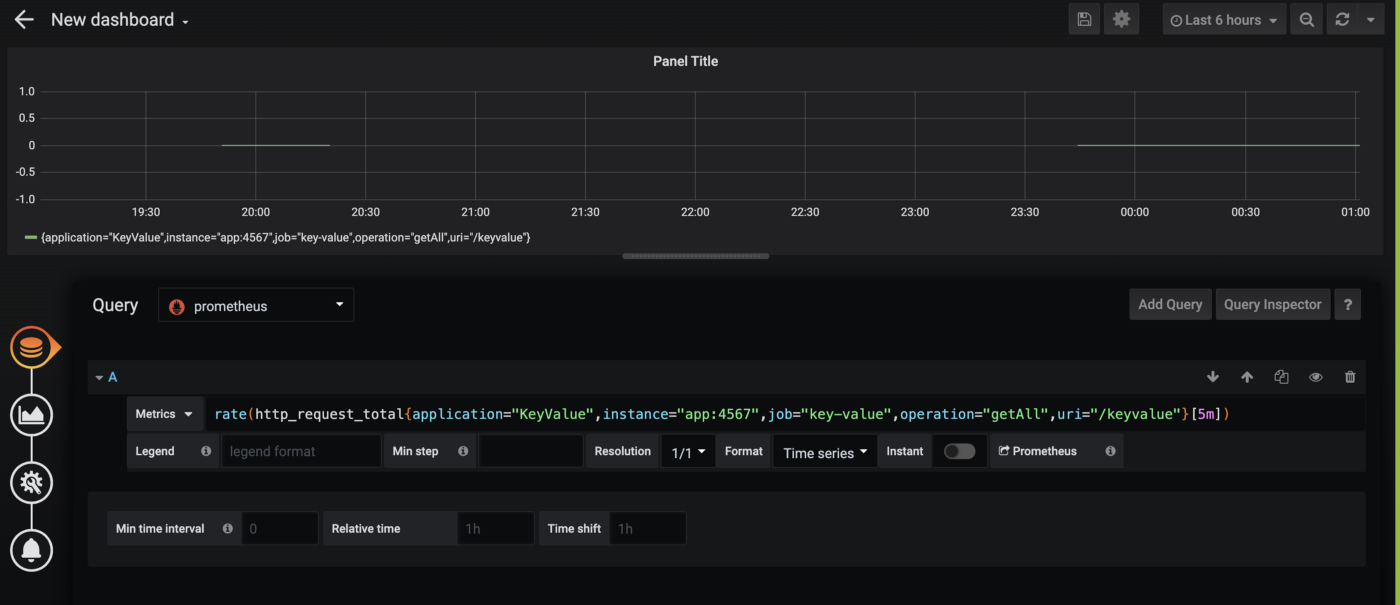 New dashboard
Last 6 hours
Panel Title
1.0
0.5
0
-0.5
-1.0
19:30 20:00 20:30 21:00 21:30 22:00 22:30 23:00 23:30 00:00 00:30 01:00
{application="KeyValue",instance="app:4567",job="key-value",operation="getAll",uri="/keyvalue"}
Query prometheus Add Query Query Inspector ?
A
Metrics rate(http_request_total{application="KeyValue",instance="app:4567",job="key-value",operation="getAll",uri="/keyvalue"}[5m])
Legend legend format Min step Resolution 1/1 Format Time series Instant Prometheus
Min time interval 0 Relative time 1h Time shift 1h